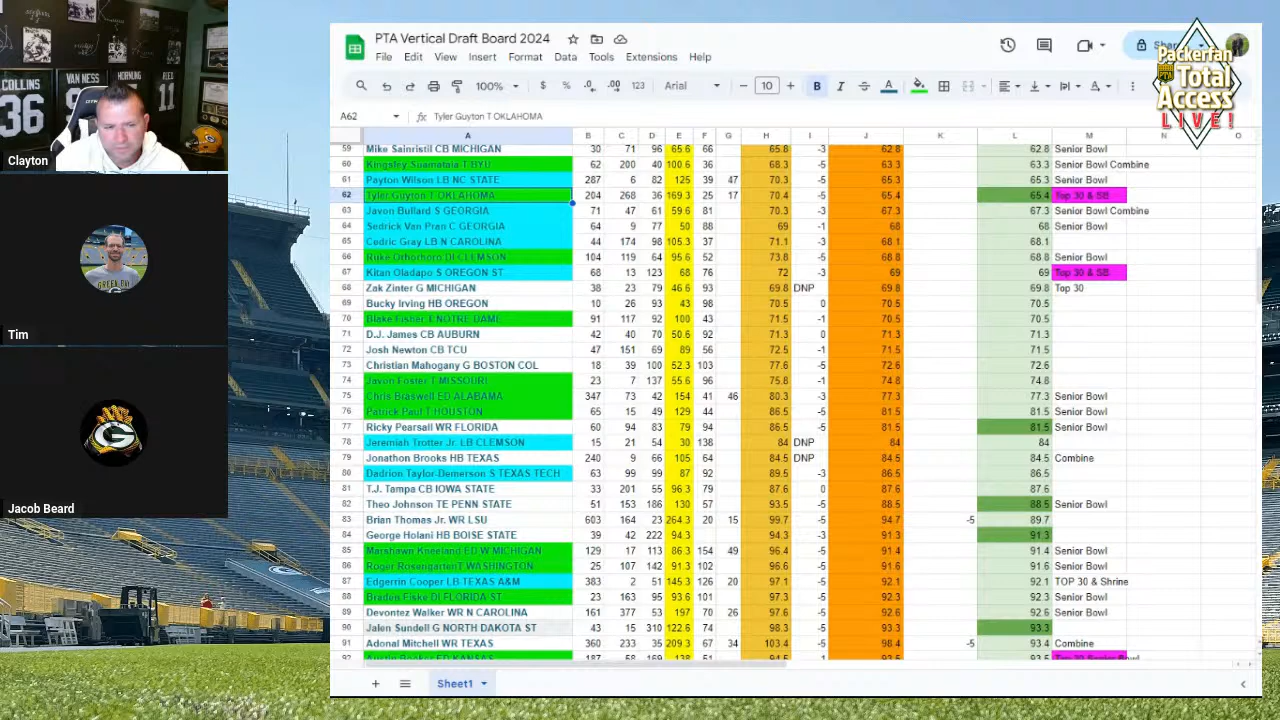 COLLINS
36
VAN NESS
HORNUNG
11
Clayton
Tim
Jacob Beard
PTA Vertical Draft Board 2024
File Edit View Insert Format Data Tools Extensions Help
Packerfan
Total
Access
LIVE!
100% $ % .0 .00 123 Arial 10 B I A
A62 fx Tyler Guyton T OKLAHOMA
A B C D E F G H I J K L M N O
59 Mike Sainristil CB MICHIGAN 30 71 96 65.6 66 65.8 -3 62.8 62.8 Senior Bowl
60 Kingsley Suamataia T BYU 62 200 40 100.6 36 68.3 -5 63.3 63.3 Senior Bowl Combine
61 Payton Wilson LB NC STATE 287 6 82 125 39 47 70.3 -5 65.3 65.3 Senior Bowl
62 Tyler Guyton T OKLAHOMA 204 268 36 169.3 25 17 70.4 -5 65.4 65.4 Top 30 & SB
63 Javon Bullard S GEORGIA 71 47 61 59.6 81 70.3 -3 67.3 67.3 Senior Bowl Combine
64 Sedrick Van Pran C GEORGIA 64 9 77 50 88 69 -1 68 68 Senior Bowl
65 Cedric Gray LB N CAROLINA 44 174 98 105.3 37 71.1 -3 68.1 68.1
66 Ruke Orhorhoro DI CLEMSON 104 119 64 95.6 52 73.8 -5 68.8 68.8 Senior Bowl
67 Kitan Oladapo S OREGON ST 68 13 123 68 76 72 -3 69 69 Top 30 & SB
68 Zak Zinter G MICHIGAN 38 23 79 46.6 93 69.8 DNP 69.8 69.8 Top 30
69 Bucky Irving HB OREGON 10 26 93 43 98 70.5 0 70.5 70.5
70 Blake Fisher T NOTRE DAME 91 117 92 100 43 71.5 -1 70.5 70.5
71 D.J. James CB AUBURN 42 40 70 50.6 92 71.3 0 71.3 71.3
72 Josh Newton CB TCU 47 151 69 89 56 72.5 -1 71.5 71.5
73 Christian Mahogany G BOSTON COL 18 39 100 52.3 103 77.6 -5 72.6 72.6
74 Javon Foster T MISSOURI 23 7 137 55.6 96 75.8 -1 74.8 74.8
75 Chris Braswell ED ALABAMA 347 73 42 154 41 46 80.3 -3 77.3 77.3 Senior Bowl
76 Patrick Paul T HOUSTON 65 15 49 129 44 86.5 -5 81.5 81.5 Senior Bowl
77 Ricky Pearsall WR FLORIDA 60 94 83 79 94 86.5 -5 81.5 81.5 Senior Bowl
78 Jeremiah Trotter Jr. LB CLEMSON 15 21 54 30 138 84 DNP 84 84
79 Jonathon Brooks HB TEXAS 240 9 66 105 64 84.5 DNP 84.5 84.5 Combine
80 Dadrion Taylor-Demerson S TEXAS TECH 63 99 99 87 92 89.5 -3 86.5 86.5
81 T.J. Tampa CB IOWA STATE 33 201 55 96.3 79 87.6 0 87.6 87.6
82 Theo Johnson TE PENN STATE 51 153 186 130 57 93.5 -5 88.5 88.5 Senior Bowl
83 Brian Thomas Jr. WR LSU 603 164 23 264.3 20 15 99.7 -5 94.7 -5 89.7
84 George Holani HB BOISE STATE 39 42 222 94.3 94.3 -3 91.3 91.3
85 Marshawn Kneeland ED W MICHIGAN 129 17 113 86.3 154 49 96.4 -5 91.4 91.4 Senior Bowl
86 Roger Rosengarten T WASHINGTON 25 107 142 91.3 102 96.6 -5 91.6 91.6 Senior Bowl
87 Edgerrin Cooper LB TEXAS A&M 383 2 51 145.3 126 20 97.1 -5 92.1 92.1 TOP 30 & Shrine
88 Braden Fiske DI FLORIDA ST 23 163 95 93.6 101 97.3 -5 92.3 92.3 Senior Bowl
89 Devontez Walker WR N CAROLINA 161 377 53 197 70 26 97.6 -5 92.6 92.6 Senior Bowl
90 Jalen Sundell G NORTH DAKOTA ST 43 15 310 122.6 74 98.3 -5 93.3 93.3
91 Adonai Mitchell WR TEXAS 360 233 35 209.3 67 34 103.4 -5 98.4 -5 93.4 Combine
92 Austin Booker ED KANSAS 187 58 169 138 51 94.5 93.5 Top 30 Senior Bowl
Sheet1